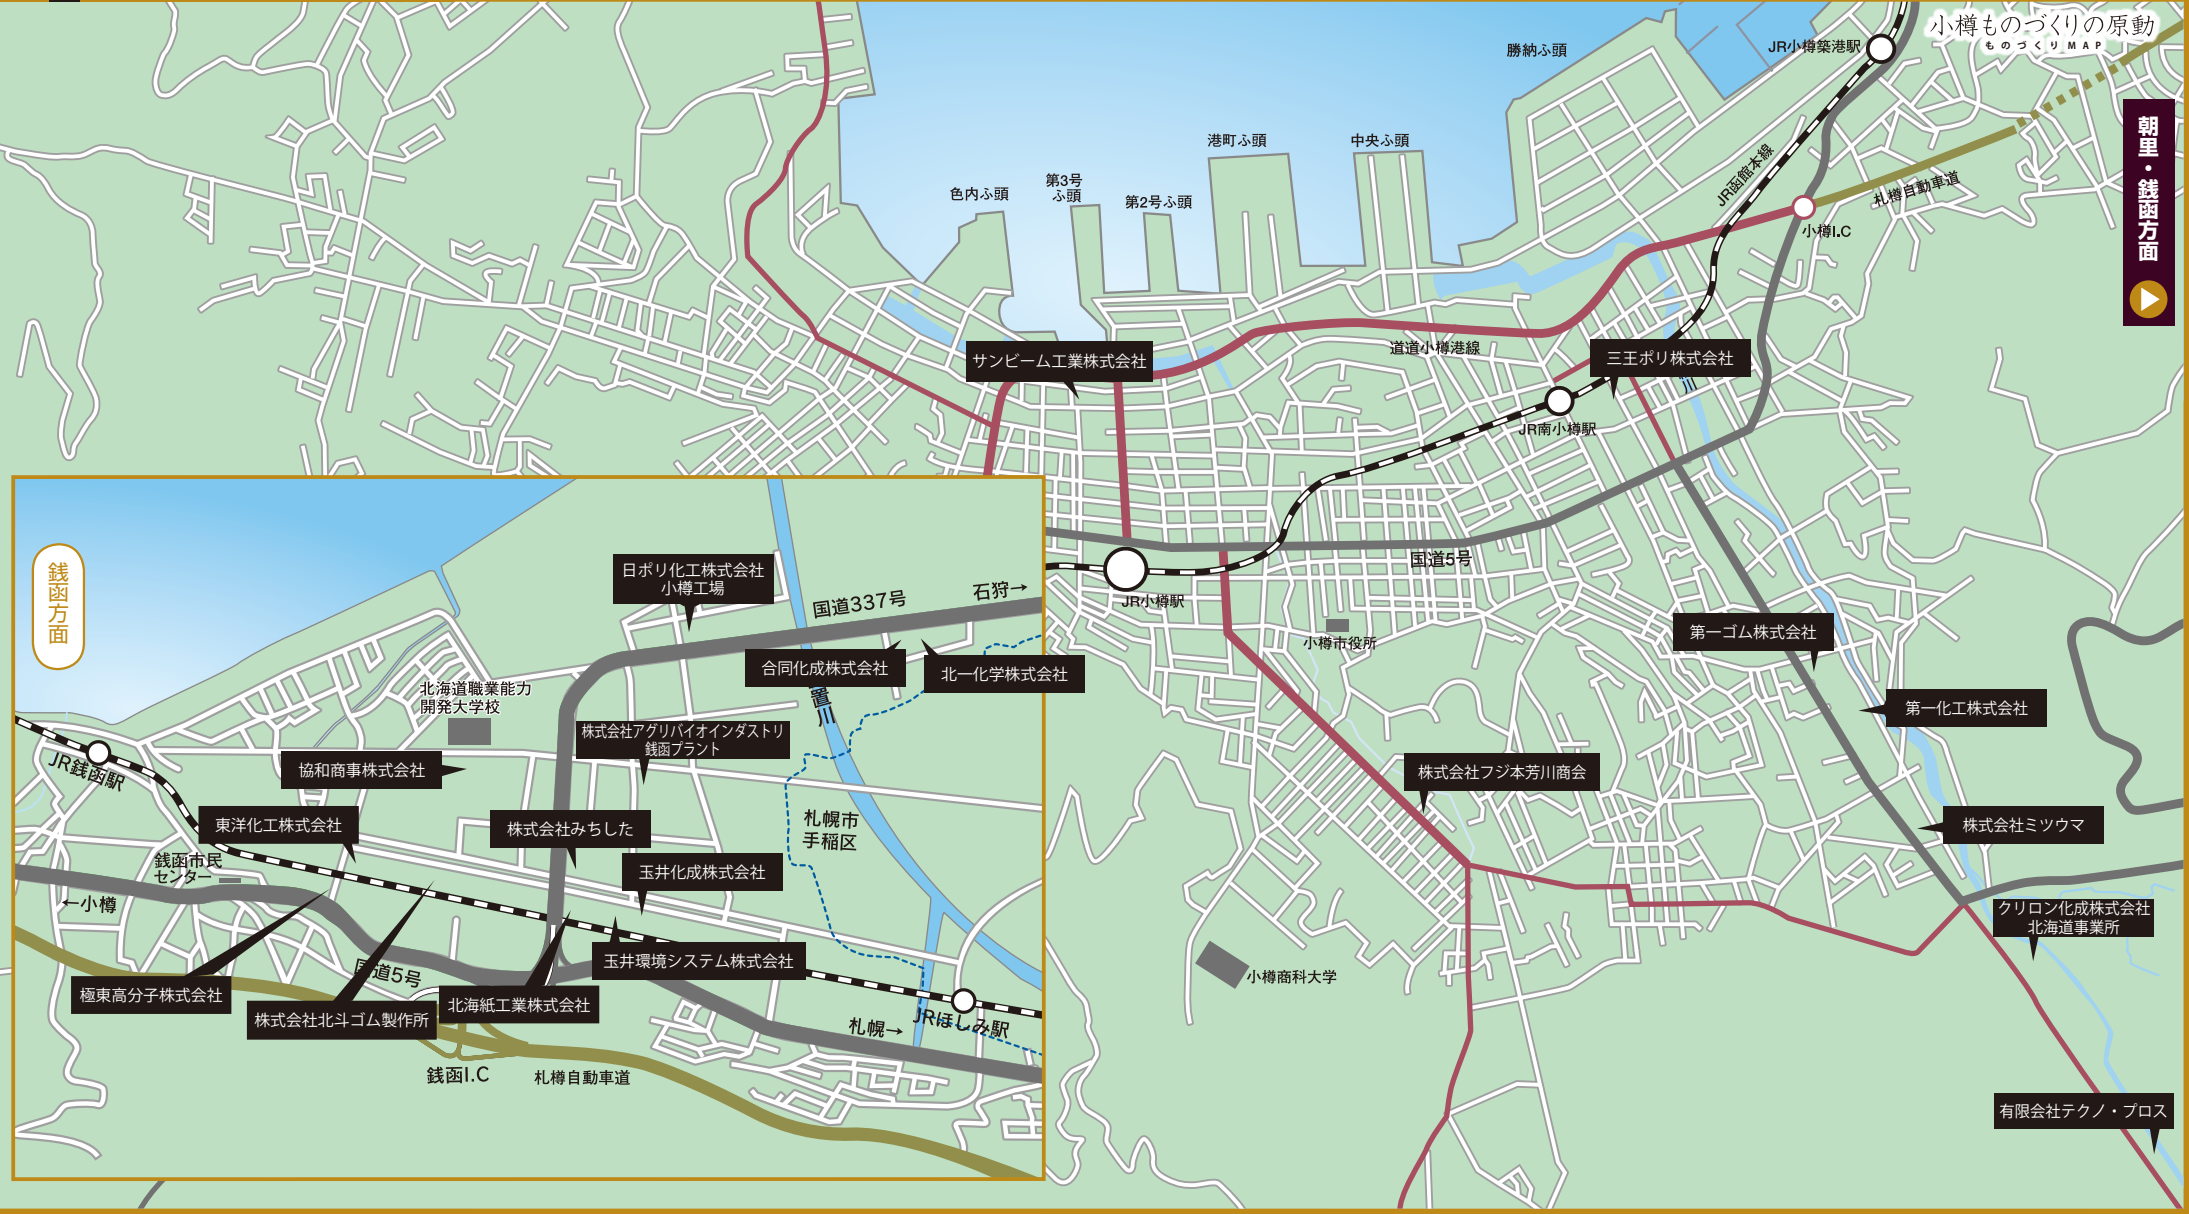 小樽ものづくりの原動
ものづくりMAP
JR小樽築港駅
勝納ふ頭
朝里・銭函方面
港町ふ頭
中央ふ頭
色内ふ頭
第3号
ふ頭
第2号ふ頭
JR函館本線
札樽自動車道
小樽I.C
サンビーム工業株式会社
道道小樽港線
三王ポリ株式会社
川
JR南小樽駅
国道5号
JR小樽駅
小樽市役所
第一ゴム株式会社
第一化工株式会社
株式会社フジ本芳川商会
株式会社ミツウマ
クリロン化成株式会社
北海道事業所
小樽商科大学
有限会社テクノ・プロス
銭函方面
日ポリ化工株式会社
小樽工場
国道337号
石狩→
合同化成株式会社
北一化学株式会社
置川
北海道職業能力
開発大学校
株式会社アグリバイオインダストリ
銭函プラント
JR銭函駅
協和商事株式会社
東洋化工株式会社
株式会社みちした
札幌市
手稲区
銭函市民
センター
玉井化成株式会社
←小樽
玉井環境システム株式会社
国道5号
極東高分子株式会社
株式会社北斗ゴム製作所
北海紙工業株式会社
札幌→
JRほしみ駅
銭函I.C
札樽自動車道